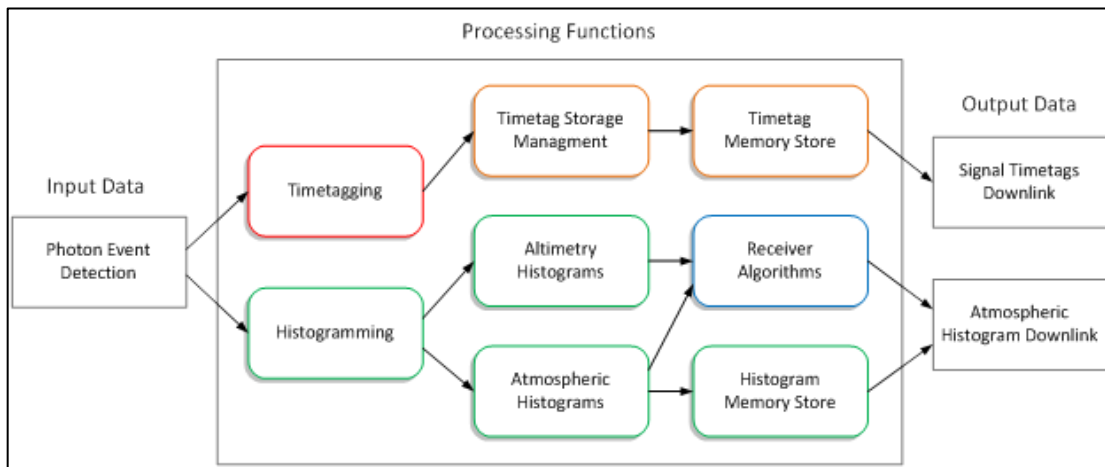 Processing Functions
Input Data
Output Data
Photon Event
Detection
Timetagging
Histogramming
Timetag Storage
Managment
Timetag
Memory Store
Altimetry
Histograms
Receiver
Algorithms
Atmospheric
Histograms
Histogram
Memory Store
Signal Timetags
Downlink
Atmospheric
Histogram Downlink